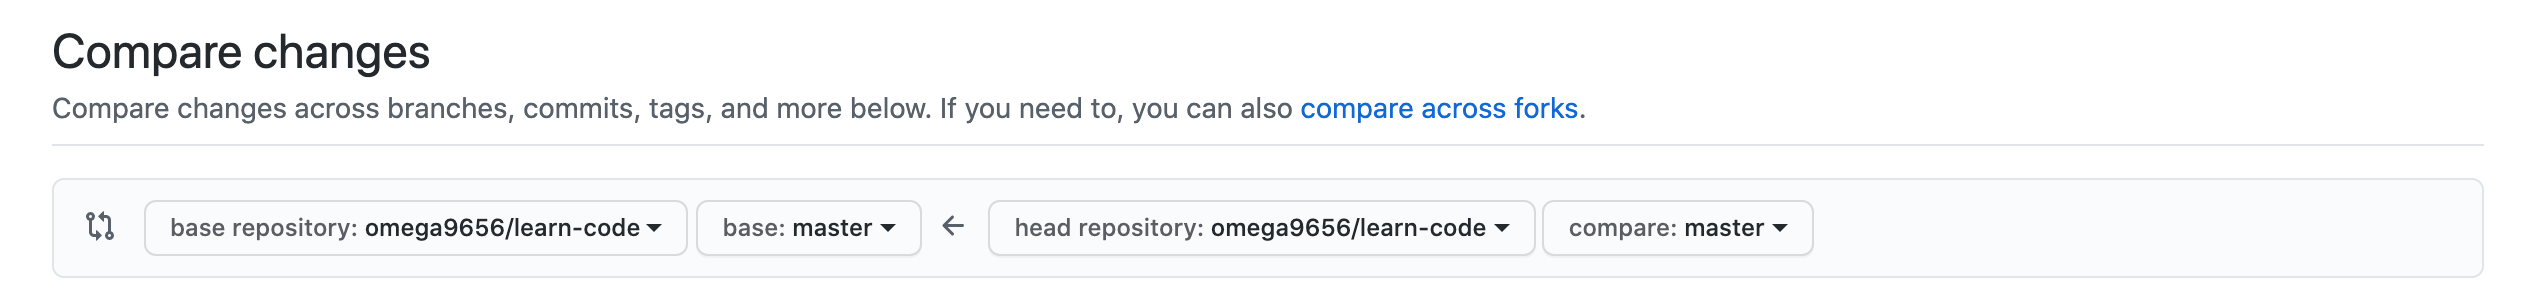 Compare changes
Compare changes across branches, commits, tags, and more below. If you need to, you can also compare across forks.
base repository: omega9656/learn-code base: master head repository: omega9656/learn-code compare: master